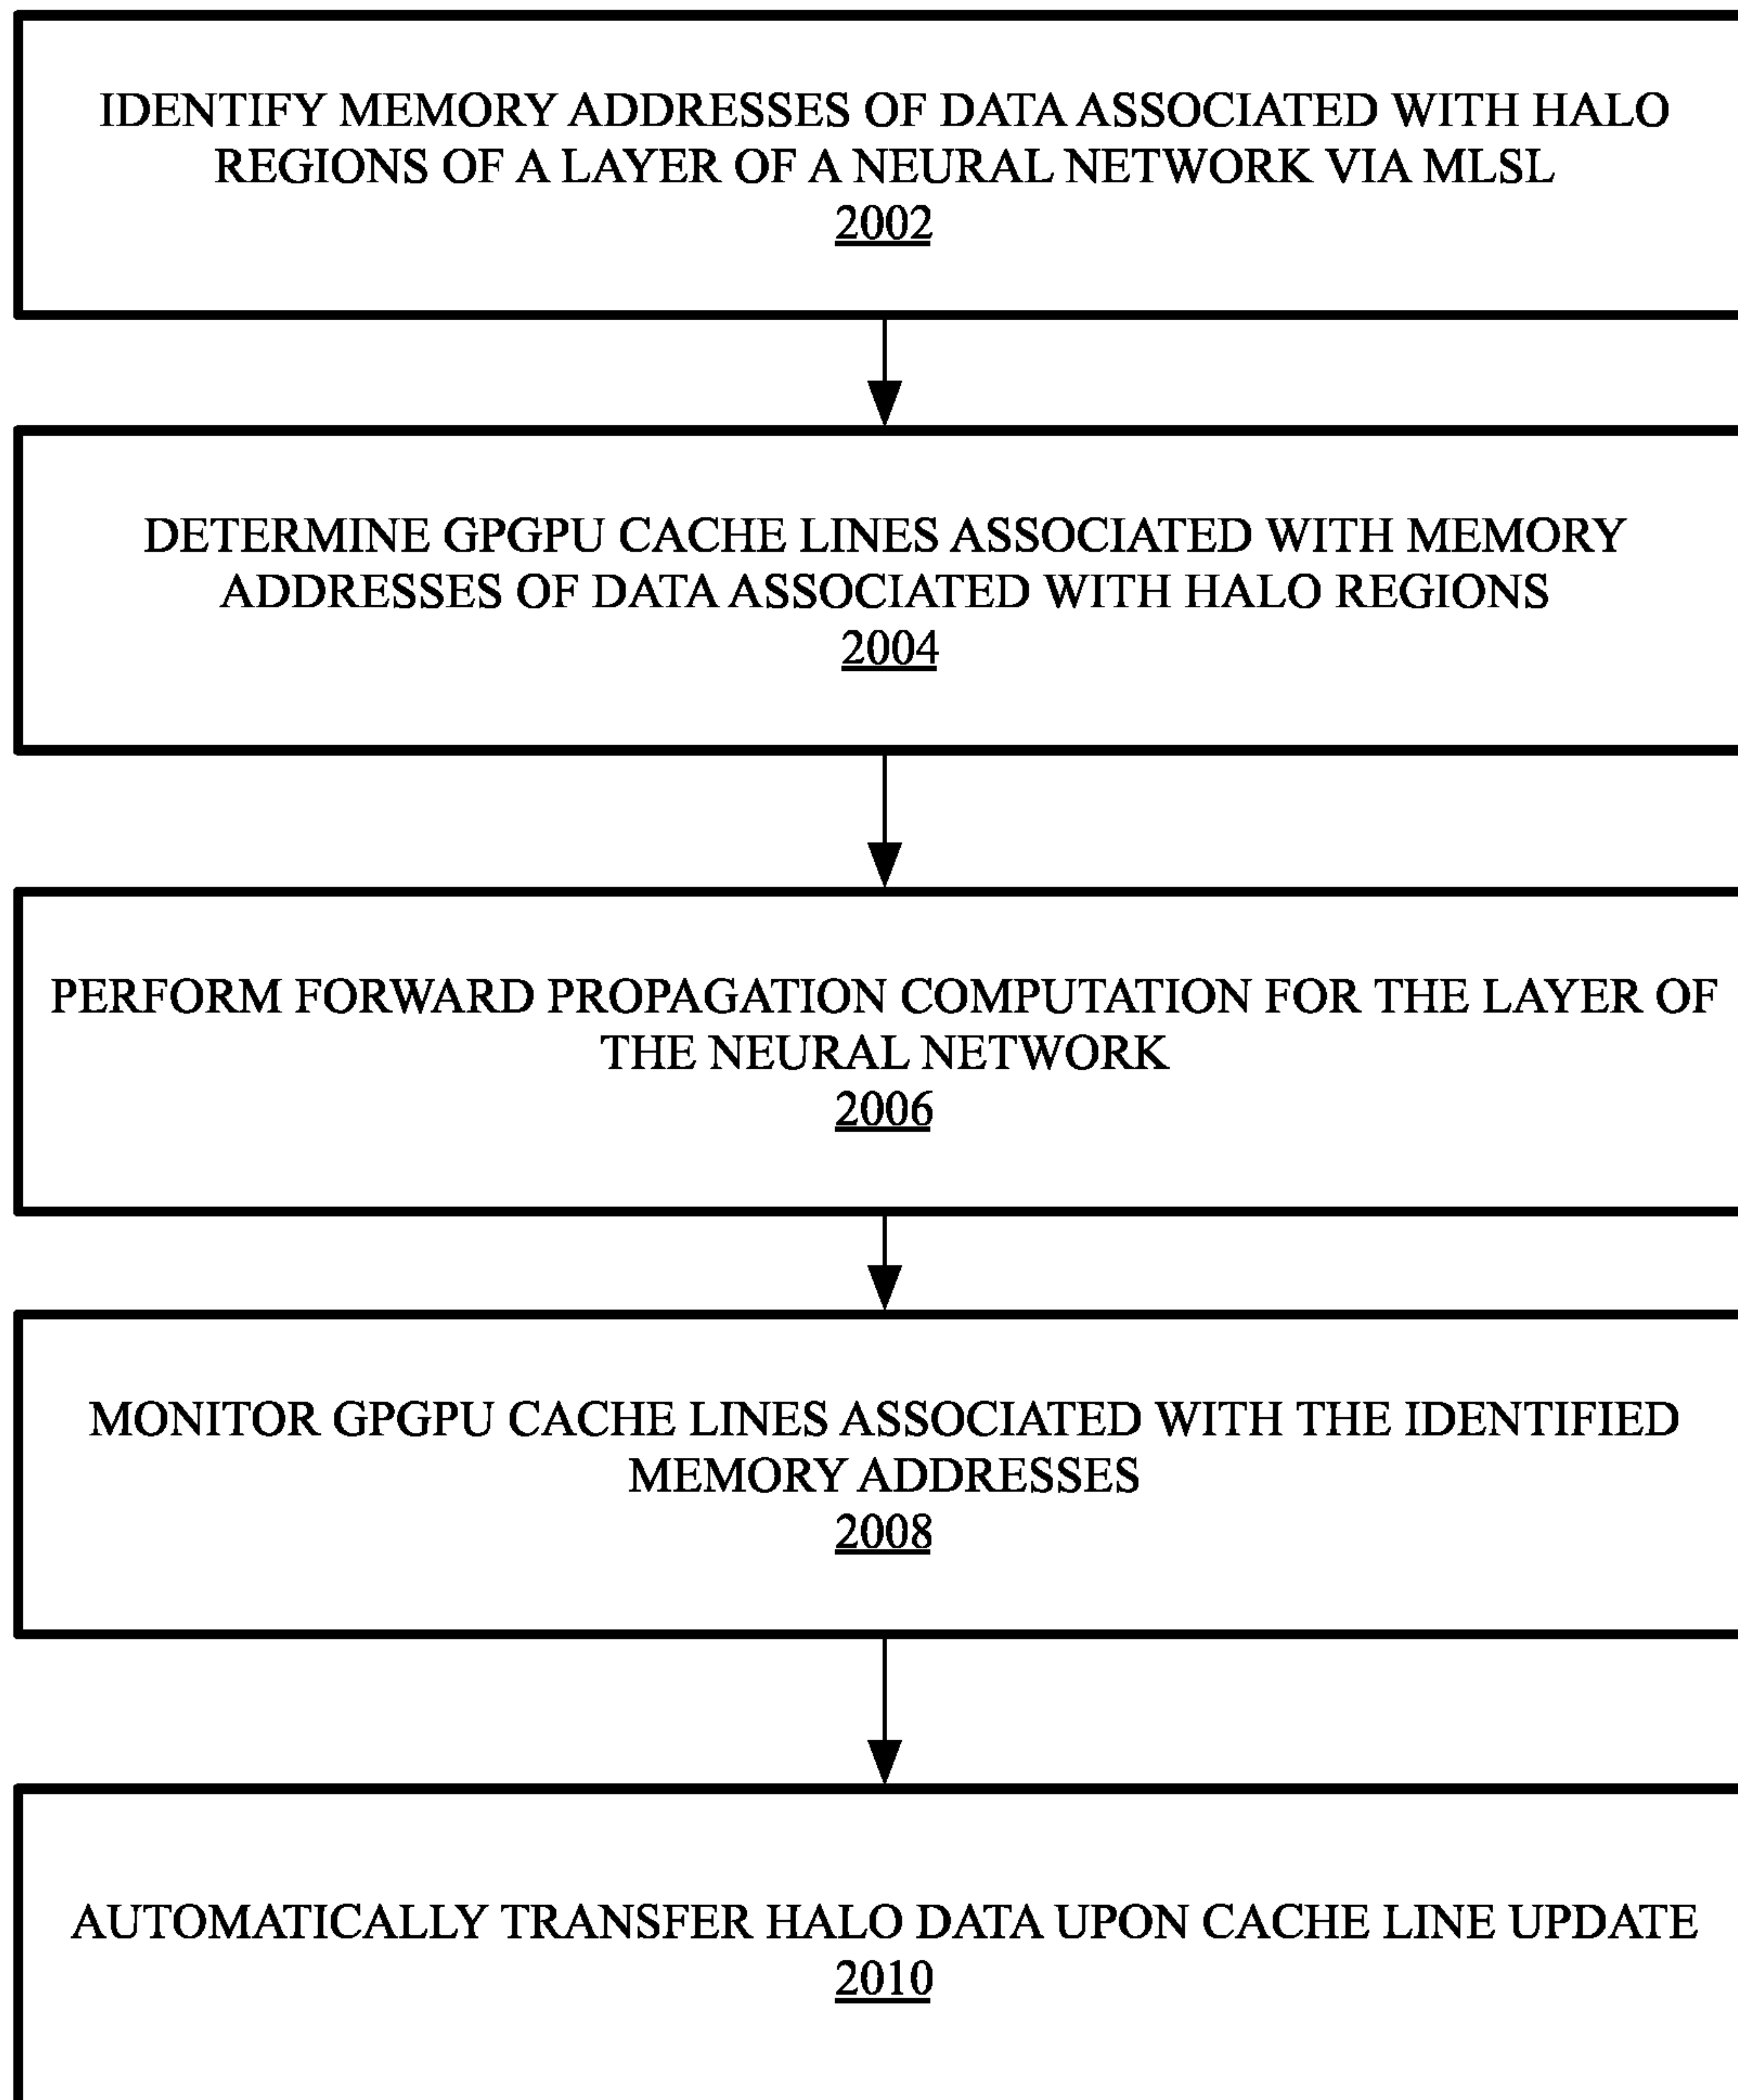 IDENTIFY MEMORY ADDRESSES OF DATA ASSOCIATED WITH HALO
REGIONS OF A LAYER OF A NEURAL NETWORK VIA MLSL
2002
DETERMINE GPGPU CACHE LINES ASSOCIATED WITH MEMORY
ADDRESSES OF DATA ASSOCIATED WITH HALO REGIONS
2004
PERFORM FORWARD PROPAGATION COMPUTATION FOR THE LAYER OF
THE NEURAL NETWORK
2006
MONITOR GPGPU CACHE LINES ASSOCIATED WITH THE IDENTIFIED
MEMORY ADDRESSES
2008
AUTOMATICALLY TRANSFER HALO DATA UPON CACHE LINE UPDATE
2010